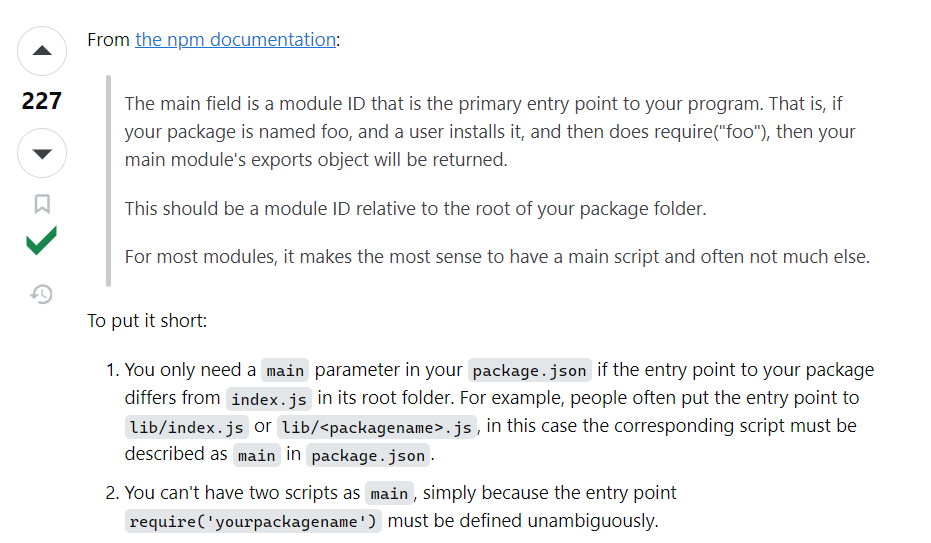 From the npm documentation:
227
The main field is a module ID that is the primary entry point to your program. That is, if
your package is named foo, and a user installs it, and then does require("foo"), then your
main module's exports object will be returned.
This should be a module ID relative to the root of your package folder.
For most modules, it makes the most sense to have a main script and often not much else.
To put it short:
1. You only need a main parameter in your package.json if the entry point to your package
differs from index.js in its root folder. For example, people often put the entry point to
lib/index.js or lib/<packagename>.js, in this case the corresponding script must be
described as main in package.json.
2. You can't have two scripts as main, simply because the entry point
require('yourpackagename') must be defined unambiguously.